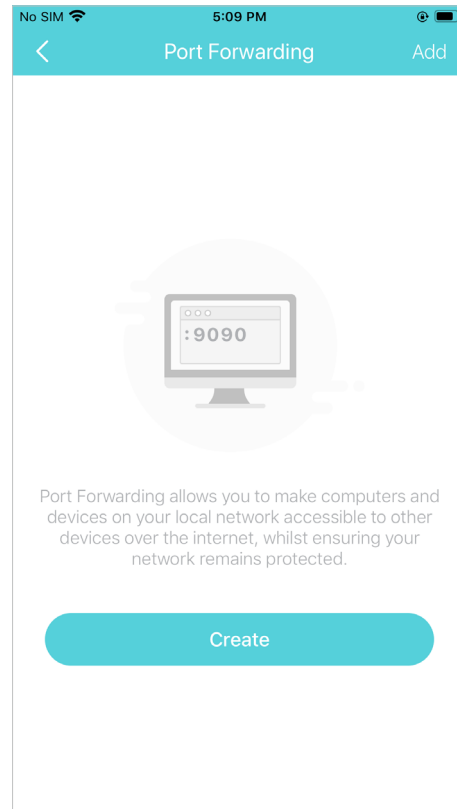 No SIM 5:09 PM
Port Forwarding Add
:9090
Port Forwarding allows you to make computers and
devices on your local network accessible to other
devices over the internet, whilst ensuring your
network remains protected.
Create